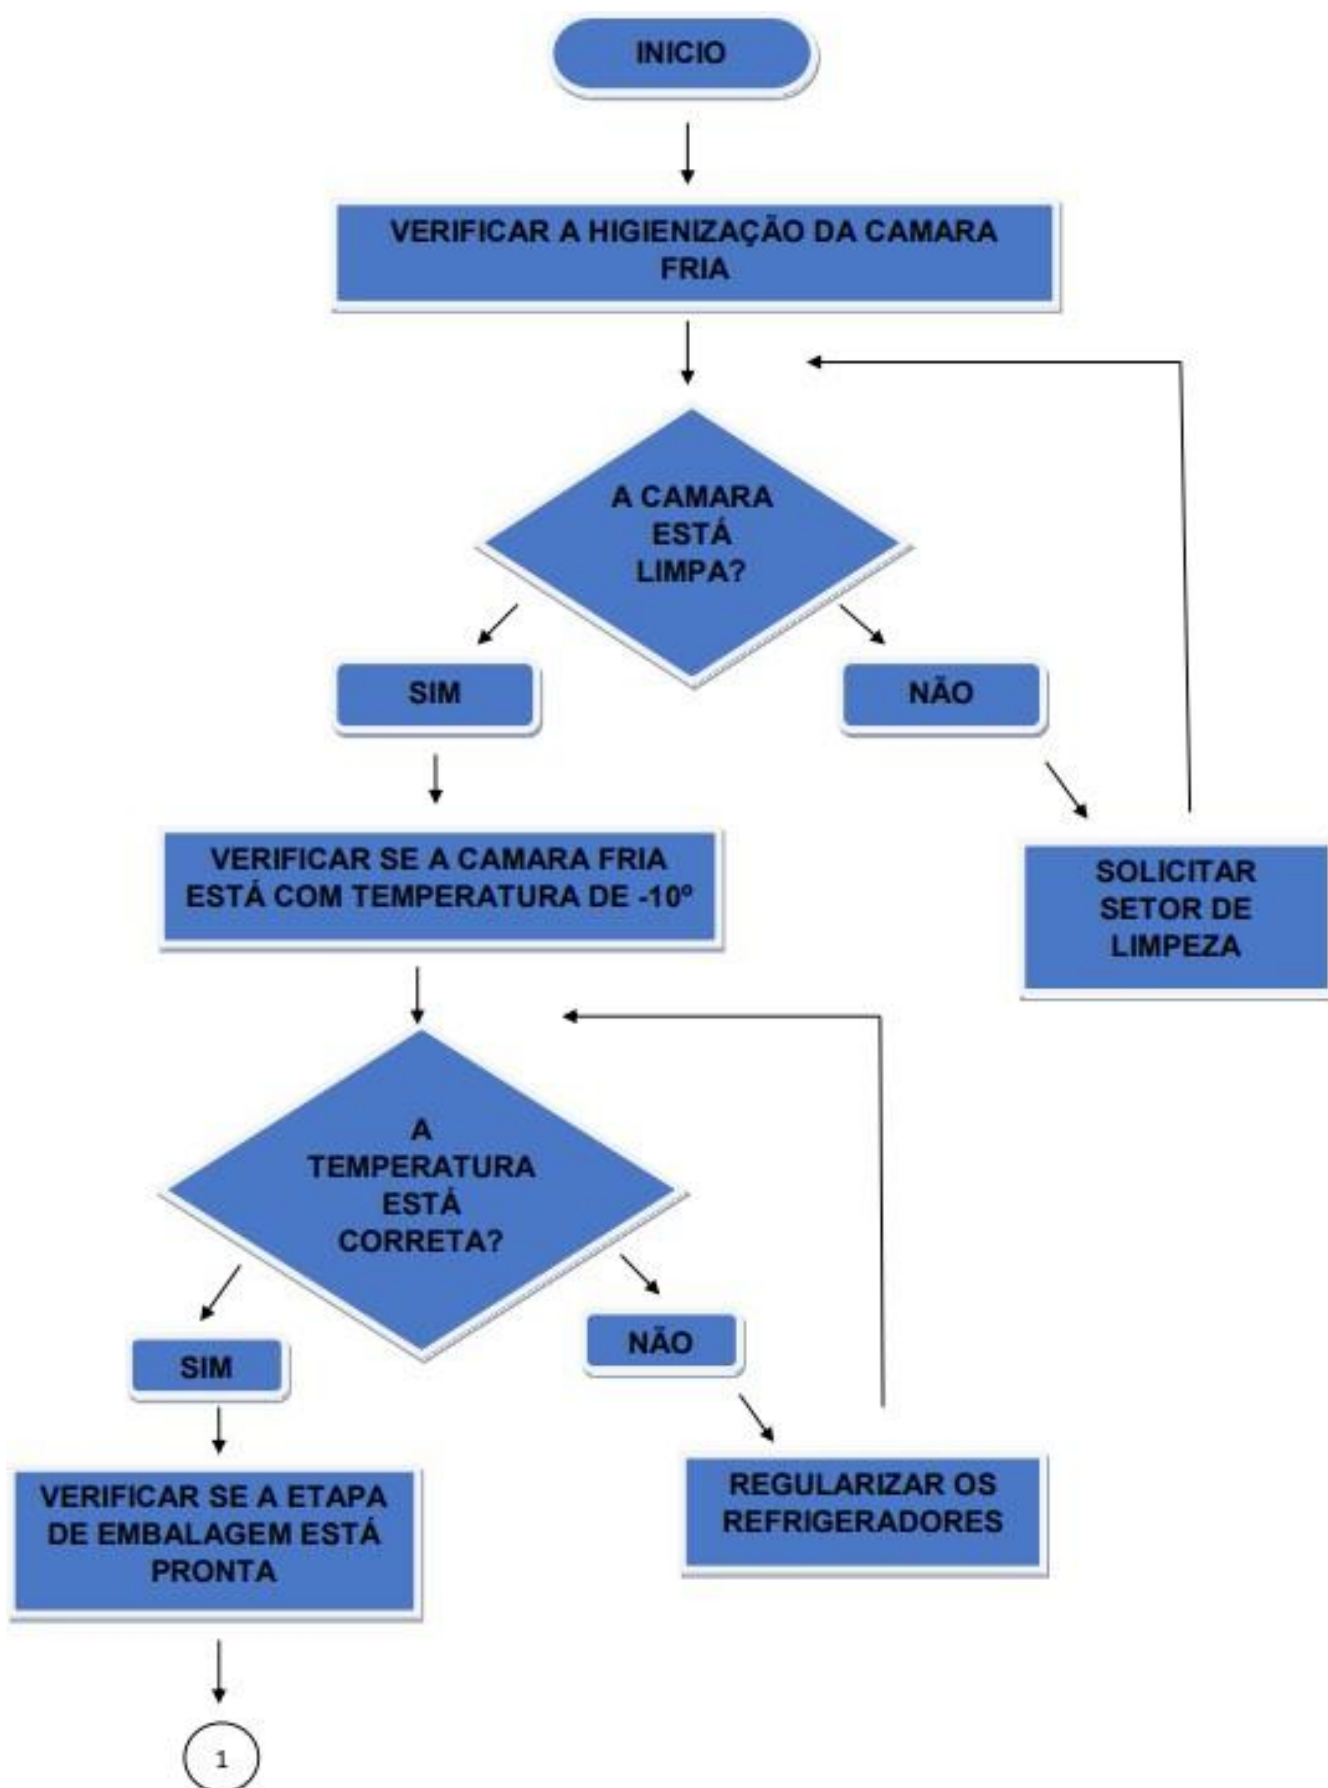 INICIO
VERIFICAR A HIGIENIZAÇÃO DA CAMARA
FRIA
A CAMARA
ESTÁ
LIMPA?
SIM
NÃO
VERIFICAR SE A CAMARA FRIA
ESTÁ COM TEMPERATURA DE -10º
SOLICITAR
SETOR DE
LIMPEZA
A
TEMPERATURA
ESTÁ
CORRETA?
SIM
NÃO
VERIFICAR SE A ETAPA
DE EMBALAGEM ESTÁ
PRONTA
REGULARIZAR OS
REFRIGERADORES
1